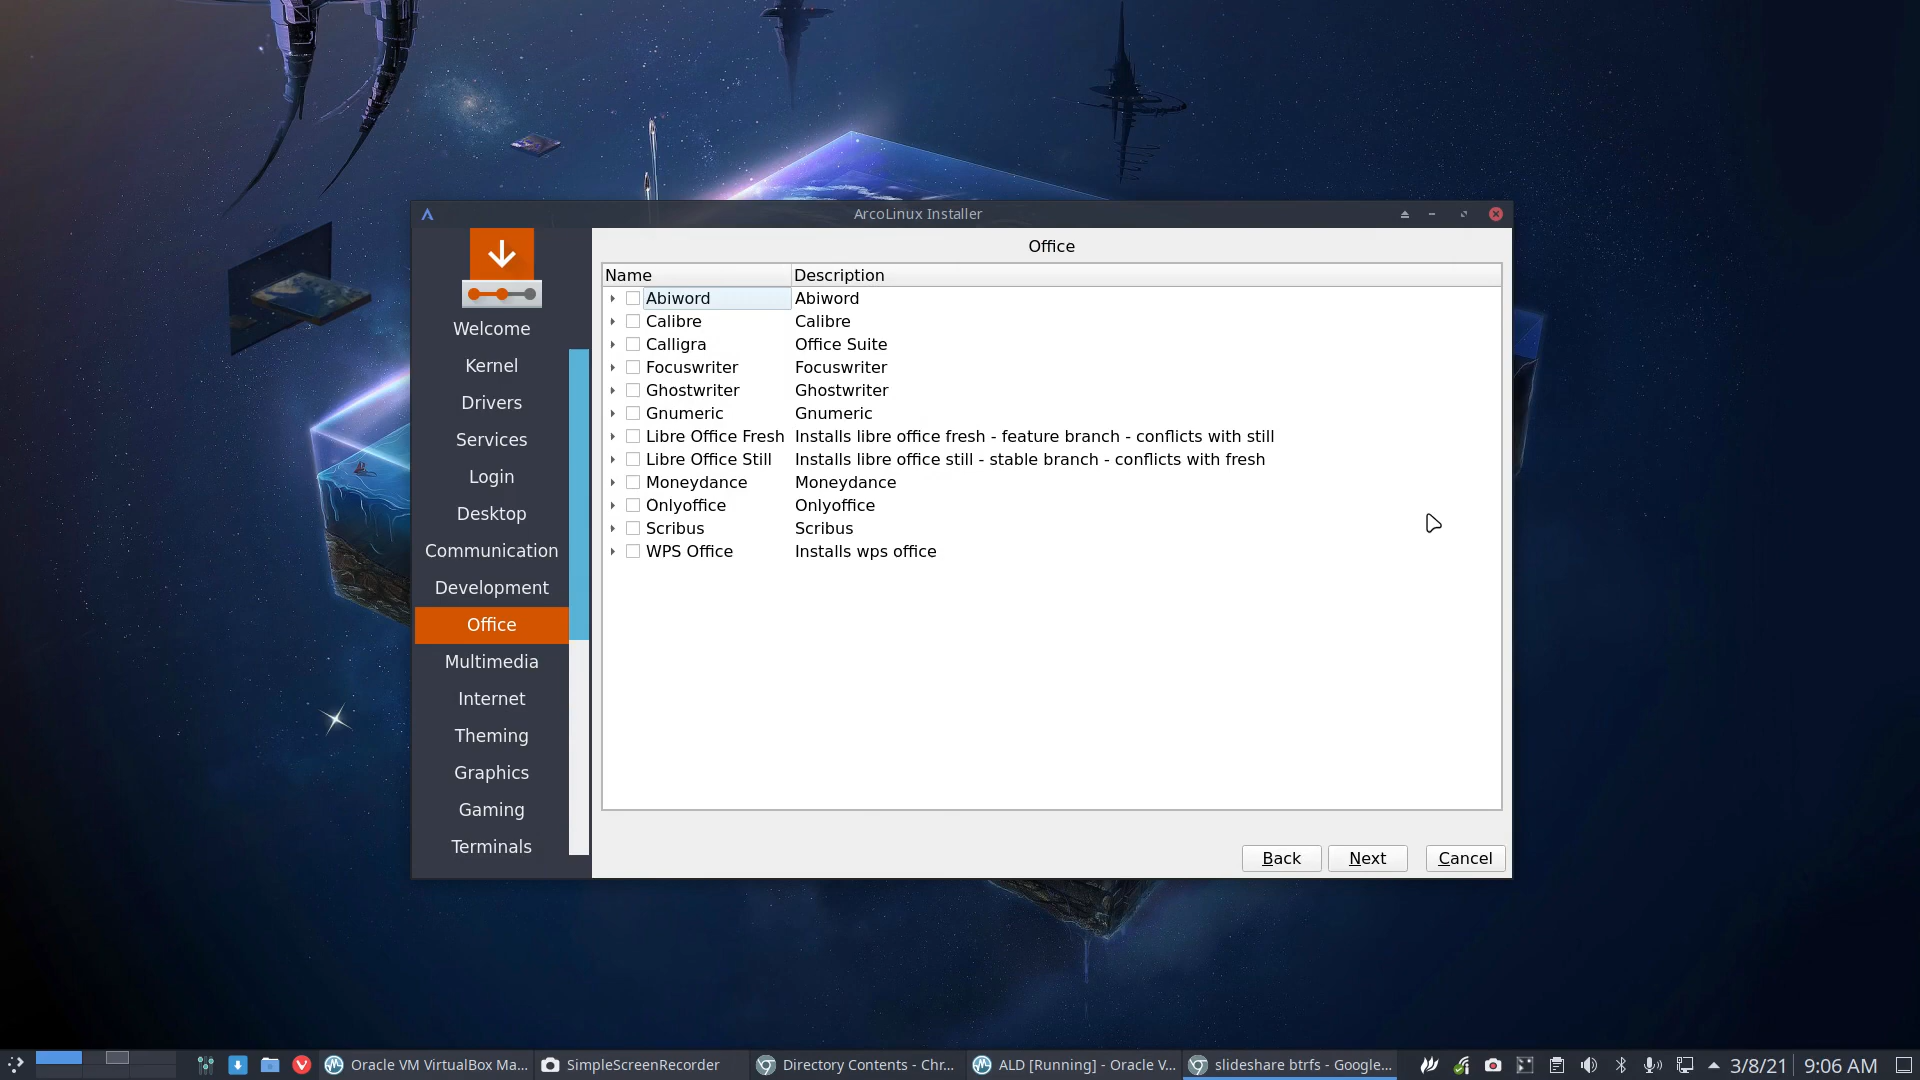 ArcoLinux Installer
Welcome
Kernel
Drivers
Services
Login
Desktop
Communication
Development
Office
Multimedia
Internet
Theming
Graphics
Gaming
Terminals
Office
Name Description
Abiword Abiword
Calibre Calibre
Calligra Office Suite
Focuswriter Focuswriter
Ghostwriter Ghostwriter
Gnumeric Gnumeric
Libre Office Fresh Installs libre office fresh - feature branch - conflicts with still
Libre Office Still Installs libre office still - stable branch - conflicts with fresh
Moneydance Moneydance
Onlyoffice Onlyoffice
Scribus Scribus
WPS Office Installs wps office
Back Next Cancel
Oracle VM VirtualBox Ma... SimpleScreenRecorder Directory Contents - Chr... ALD [Running] - Oracle V... slideshare btrfs - Google... 3/8/21 9:06 AM